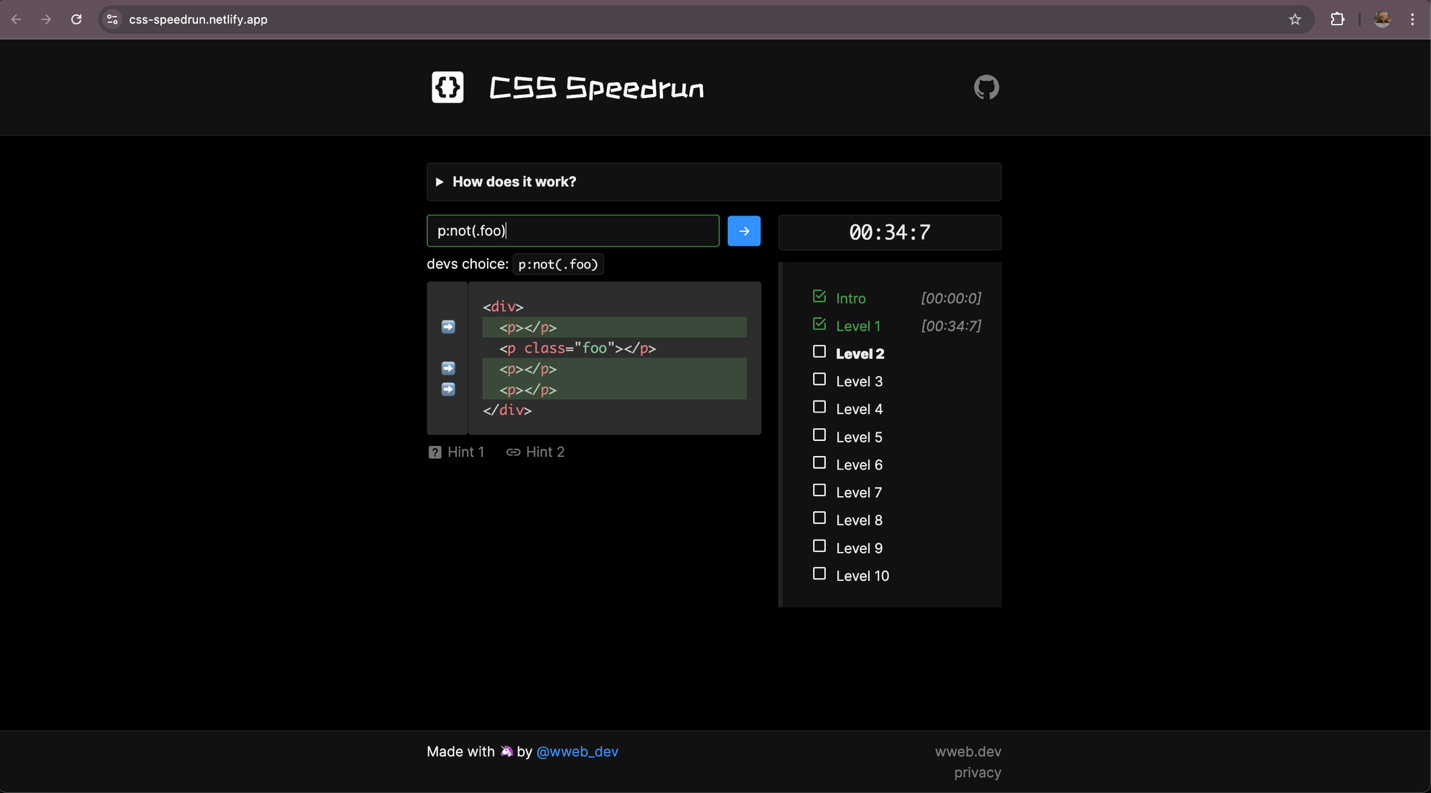 css-speedrun.netlify.app
{} CSS Speedrun
How does it work?
p:not(.foo)
00:34:7
devs choice: p:not(.foo)
<div>
<p></p>
<p class="foo"></p>
<p></p>
<p></p>
</div>
? Hint 1 Hint 2
Intro [00:00:0]
Level 1 [00:34:7]
Level 2
Level 3
Level 4
Level 5
Level 6
Level 7
Level 8
Level 9
Level 10
Made with 🦄 by @wweb_dev
wweb.dev
privacy